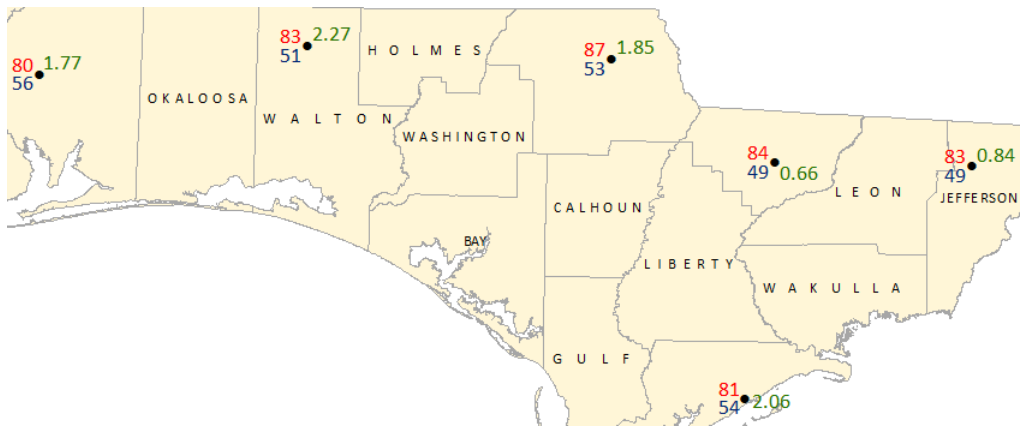 83 2.27
51
HOLMES
87 1.85
53
80 1.77
56
OKALOOSA
WALTON
WASHINGTON
84
49 0.66
83 0.84
49
LEON
JEFFERSON
CALHOUN
BAY
LIBERTY
WAKULLA
GULF
81
54 2.06